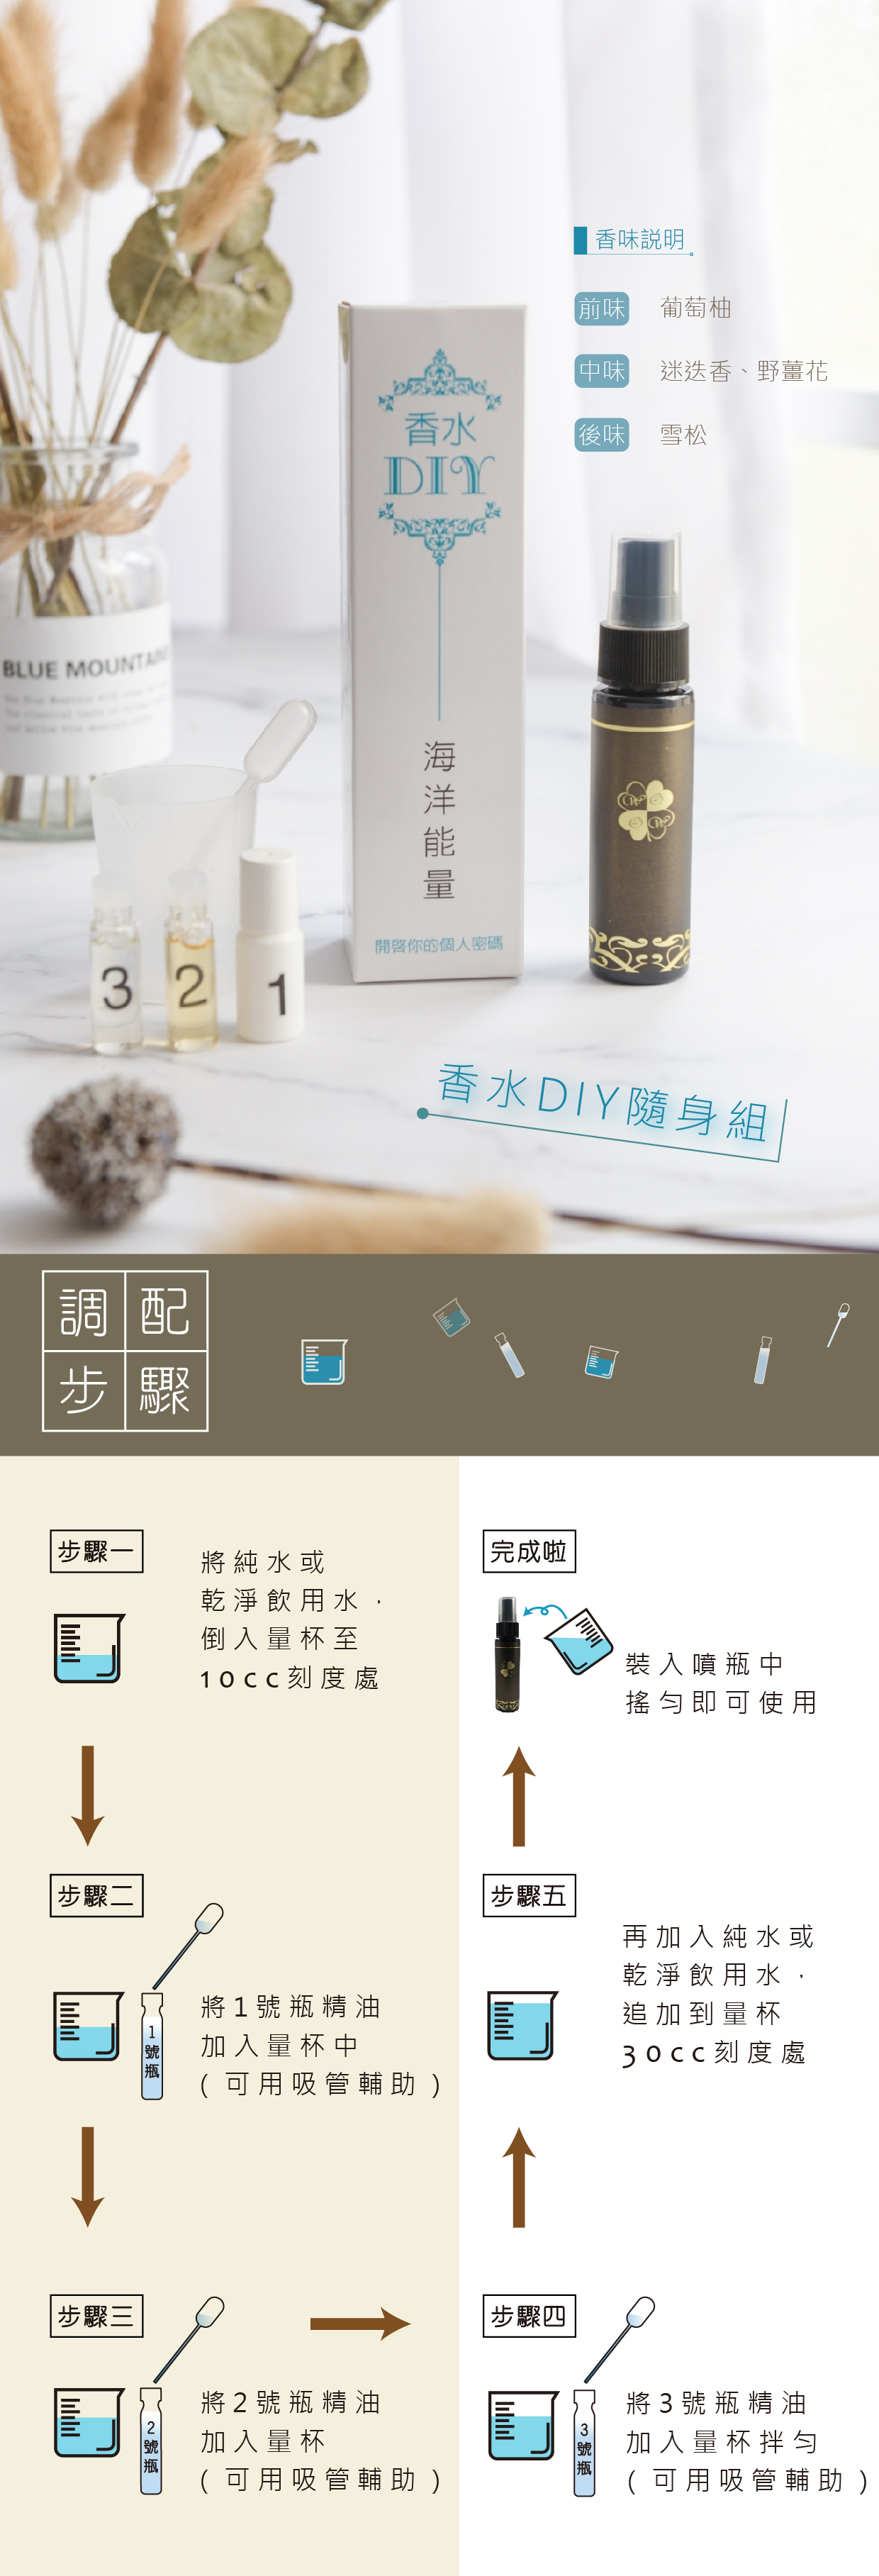 香味説明
前味 葡萄柚
中味 迷迭香、野薑花
後味 雪松
香水
DIY
海洋能量
開啓你的個人密碼
BLUE MOUNTAIN
3 2 1
香水DIY隨身組
調配
步驟
步驟一
將純水或
乾淨飲用水，
倒入量杯至
10cc刻度處
步驟二
1號瓶
將1號瓶精油
加入量杯中
(可用吸管輔助)
步驟三
2號瓶
將2號瓶精油
加入量杯
(可用吸管輔助)
步驟四
3號瓶
將3號瓶精油
加入量杯拌勻
(可用吸管輔助)
步驟五
再加入純水或
乾淨飲用水，
追加到量杯
30cc刻度處
完成啦
裝入噴瓶中
搖勻即可使用